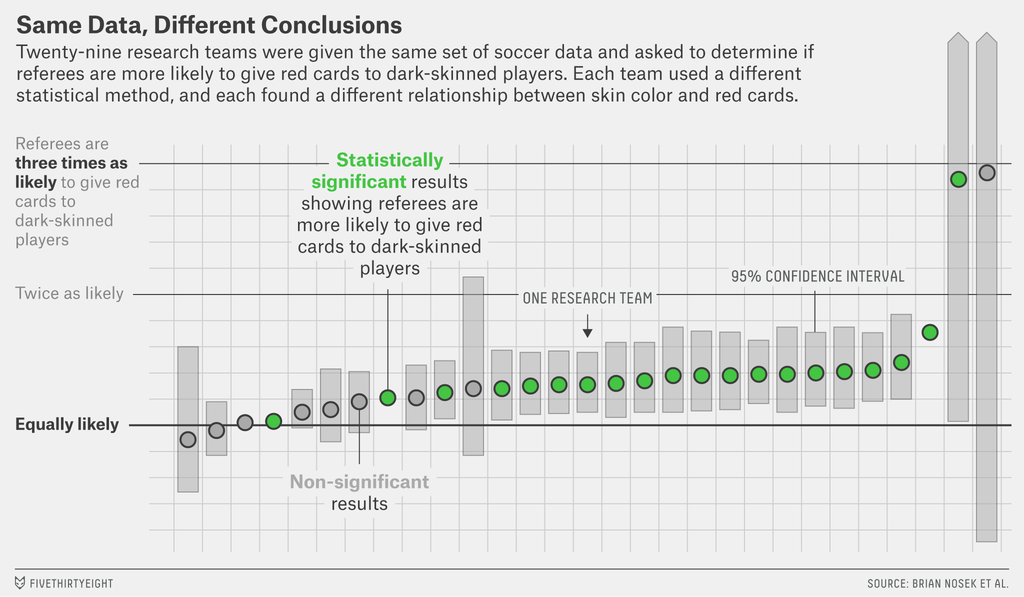 Same Data, Different Conclusions
Twenty-nine research teams were given the same set of soccer data and asked to determine if
referees are more likely to give red cards to dark-skinned players. Each team used a different
statistical method, and each found a different relationship between skin color and red cards.
Referees are
three times as
likely to give red
cards to
dark-skinned
players
Statistically
significant results
showing referees are
more likely to give red
cards to dark-skinned
players
95% CONFIDENCE INTERVAL
Twice as likely
ONE RESEARCH TEAM
Equally likely
Non-significant
results
FIVETHIRTYEIGHT
SOURCE: BRIAN NOSEK ET AL.